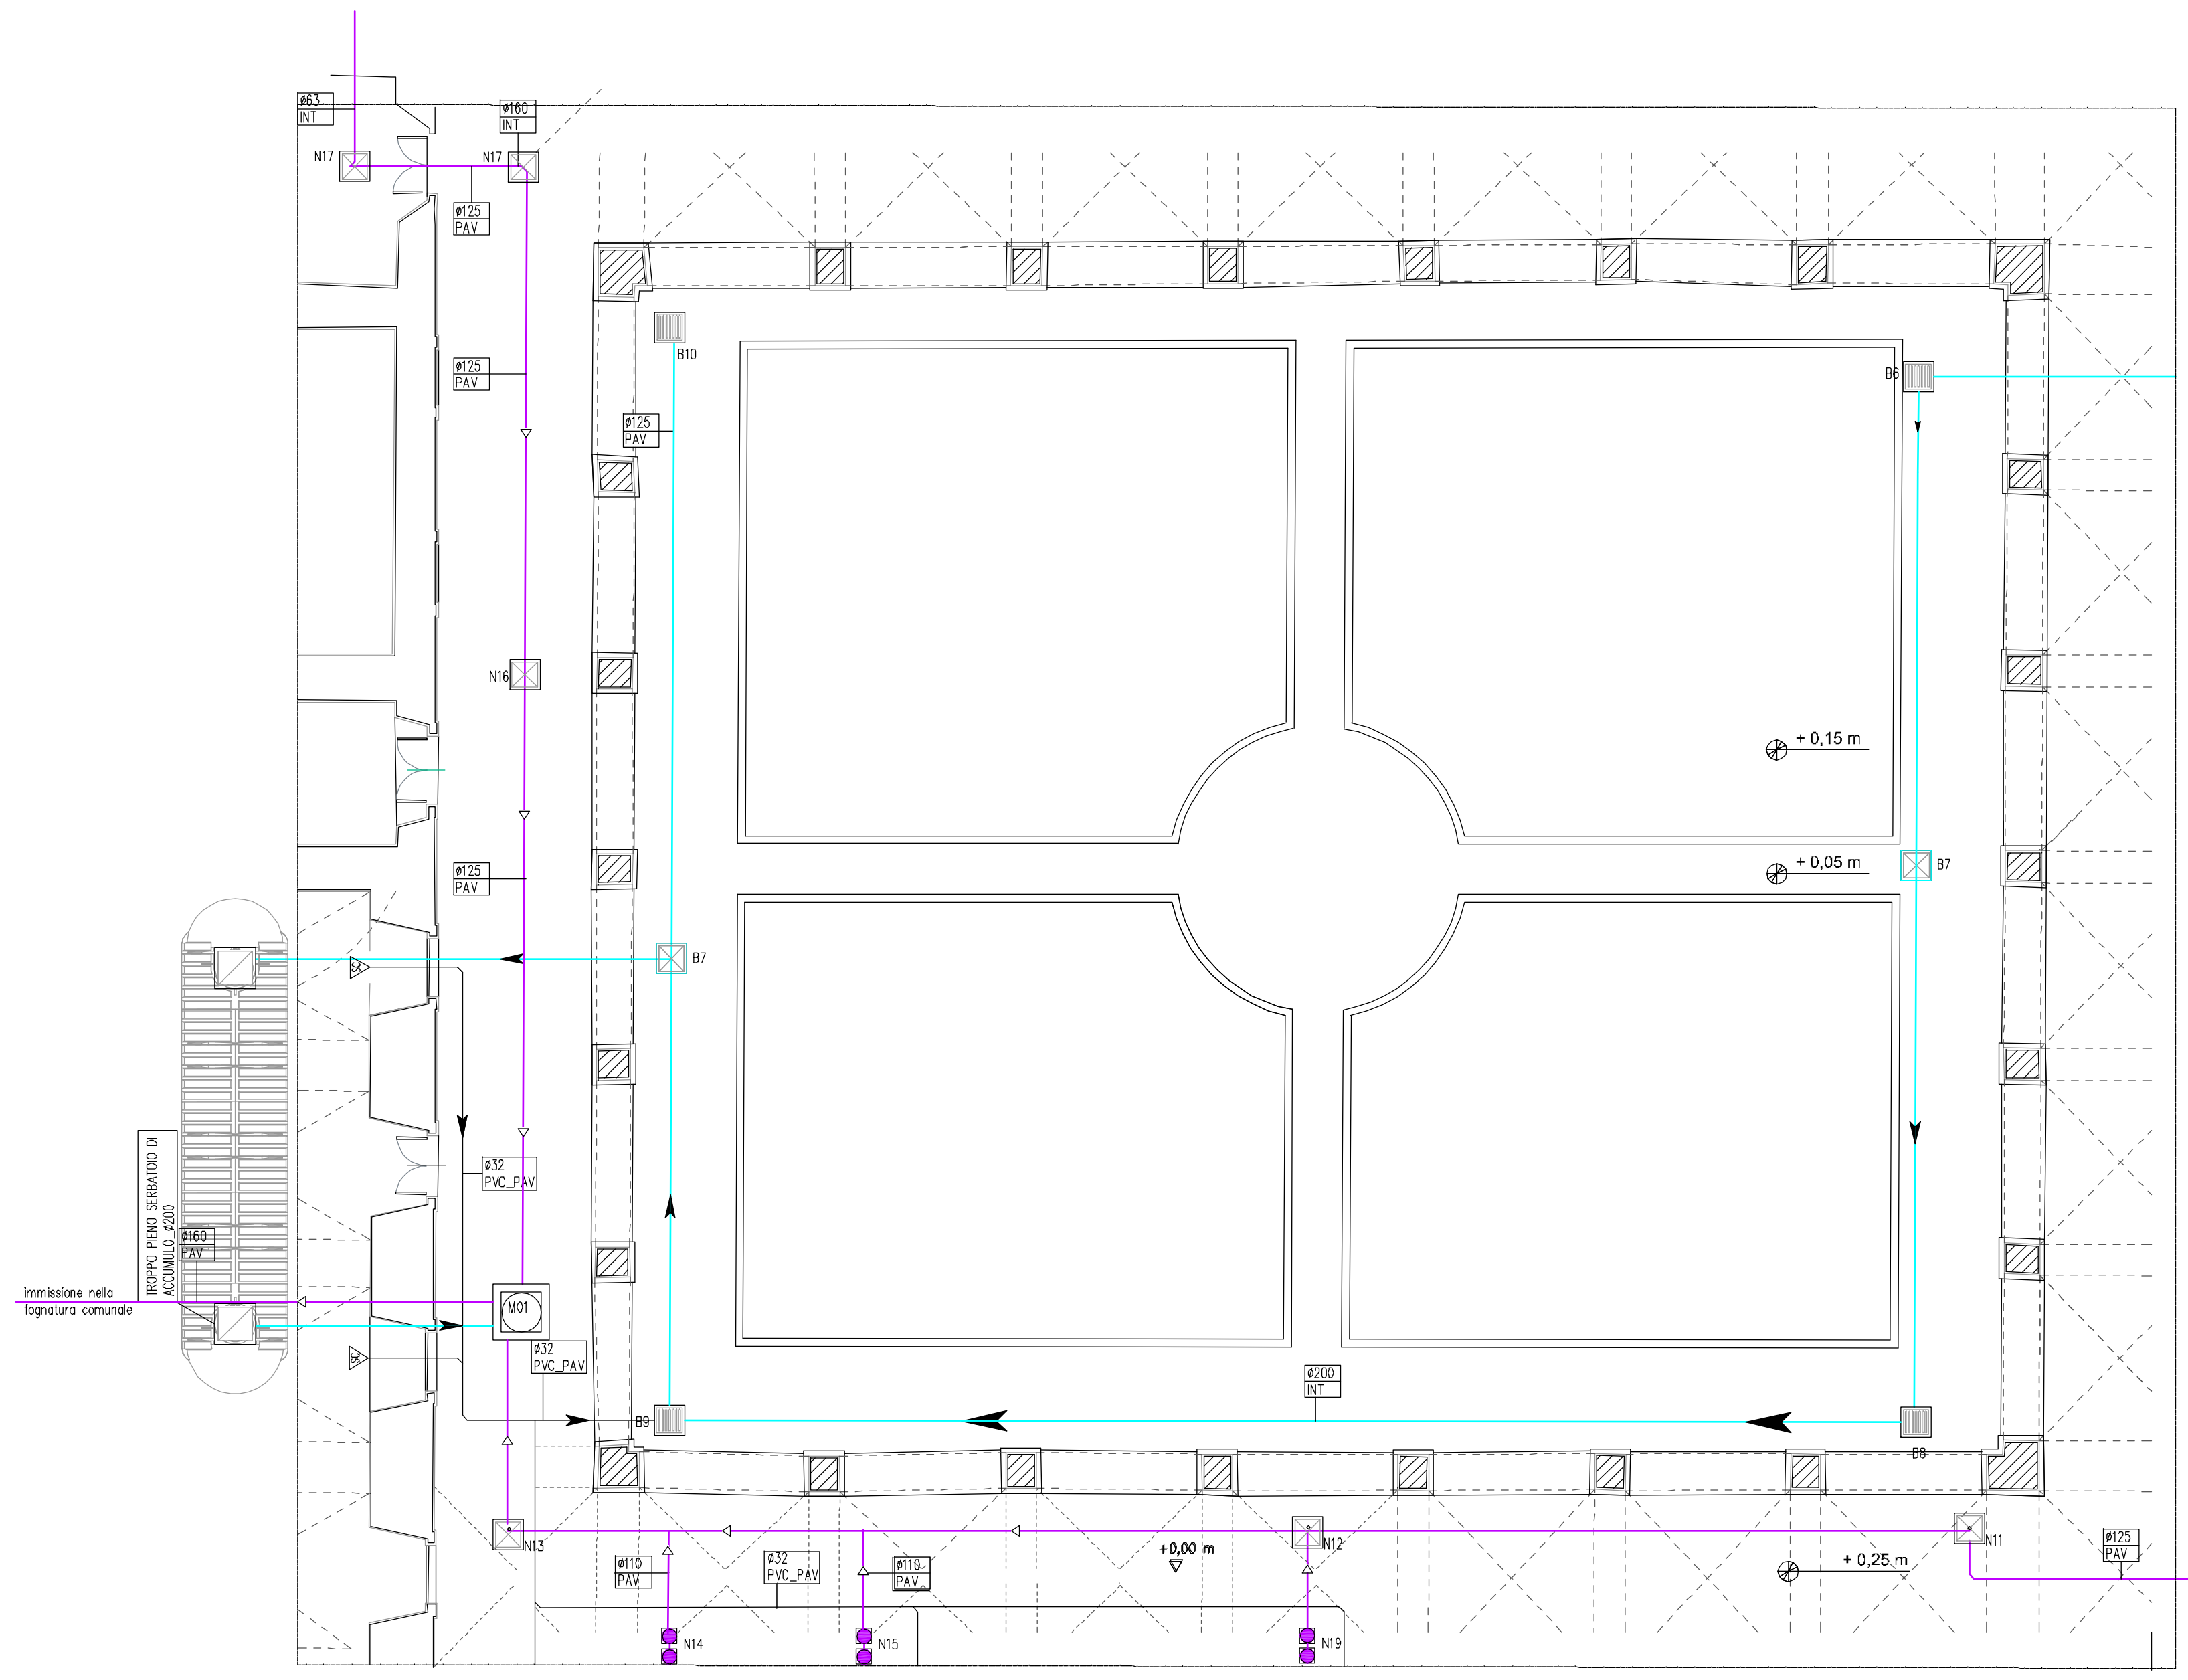 ø63
INT
ø160
INT
N17
N17
ø125
PAV
ø125
PAV
B10
B6
ø125
PAV
N16
+ 0,15 m
+ 0,05 m
B7
ø125
PAV
B7
SC
ø32
PVC_PAV
TROPPO PIENO SERBATOIO DI
ACCUMULO_ø200
ø160
PAV
immissione nella
fognatura comunale
M01
SC
ø32
PVC_PAV
ø200
INT
B9
B8
N13
N12
N11
+0,00 m
+ 0,25 m
ø125
PAV
ø110
PAV
ø32
PVC_PAV
ø110
PAV
N14
N15
N19